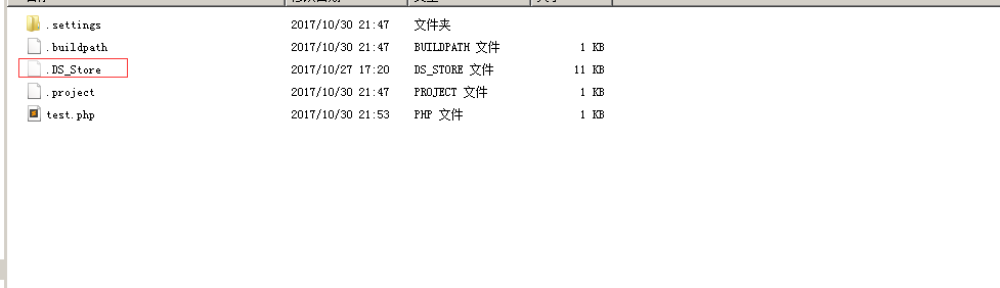 .settings 2017/10/30 21:47 文件夹
.buildpath 2017/10/30 21:47 BUILDPATH 文件 1 KB
.DS_Store 2017/10/27 17:20 DS_STORE 文件 11 KB
.project 2017/10/30 21:47 PROJECT 文件 1 KB
test.php 2017/10/30 21:53 PHP 文件 1 KB